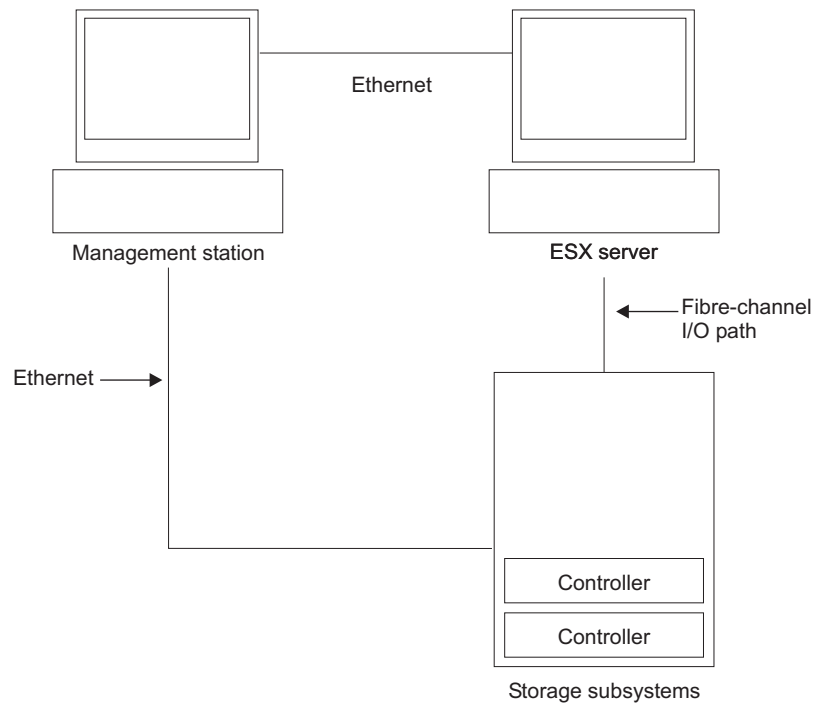 Ethernet
Management station
ESX server
Fibre-channel
I/O path
Ethernet
Controller
Controller
Storage subsystems